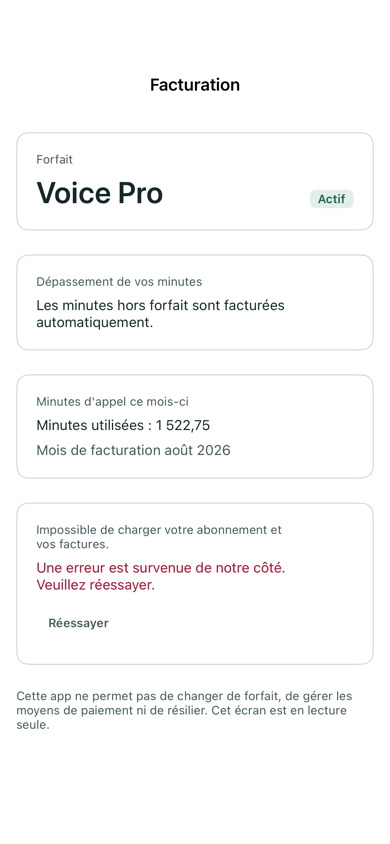 Facturation
Forfait
Voice Pro
Actif
Dépassement de vos minutes
Les minutes hors forfait sont facturées
automatiquement.
Minutes d'appel ce mois-ci
Minutes utilisées : 1 522,75
Mois de facturation août 2026
Impossible de charger votre abonnement et
vos factures.
Une erreur est survenue de notre côté.
Veuillez réessayer.
Réessayer
Cette app ne permet pas de changer de forfait, de gérer les
moyens de paiement ni de résilier. Cet écran est en lecture
seule.